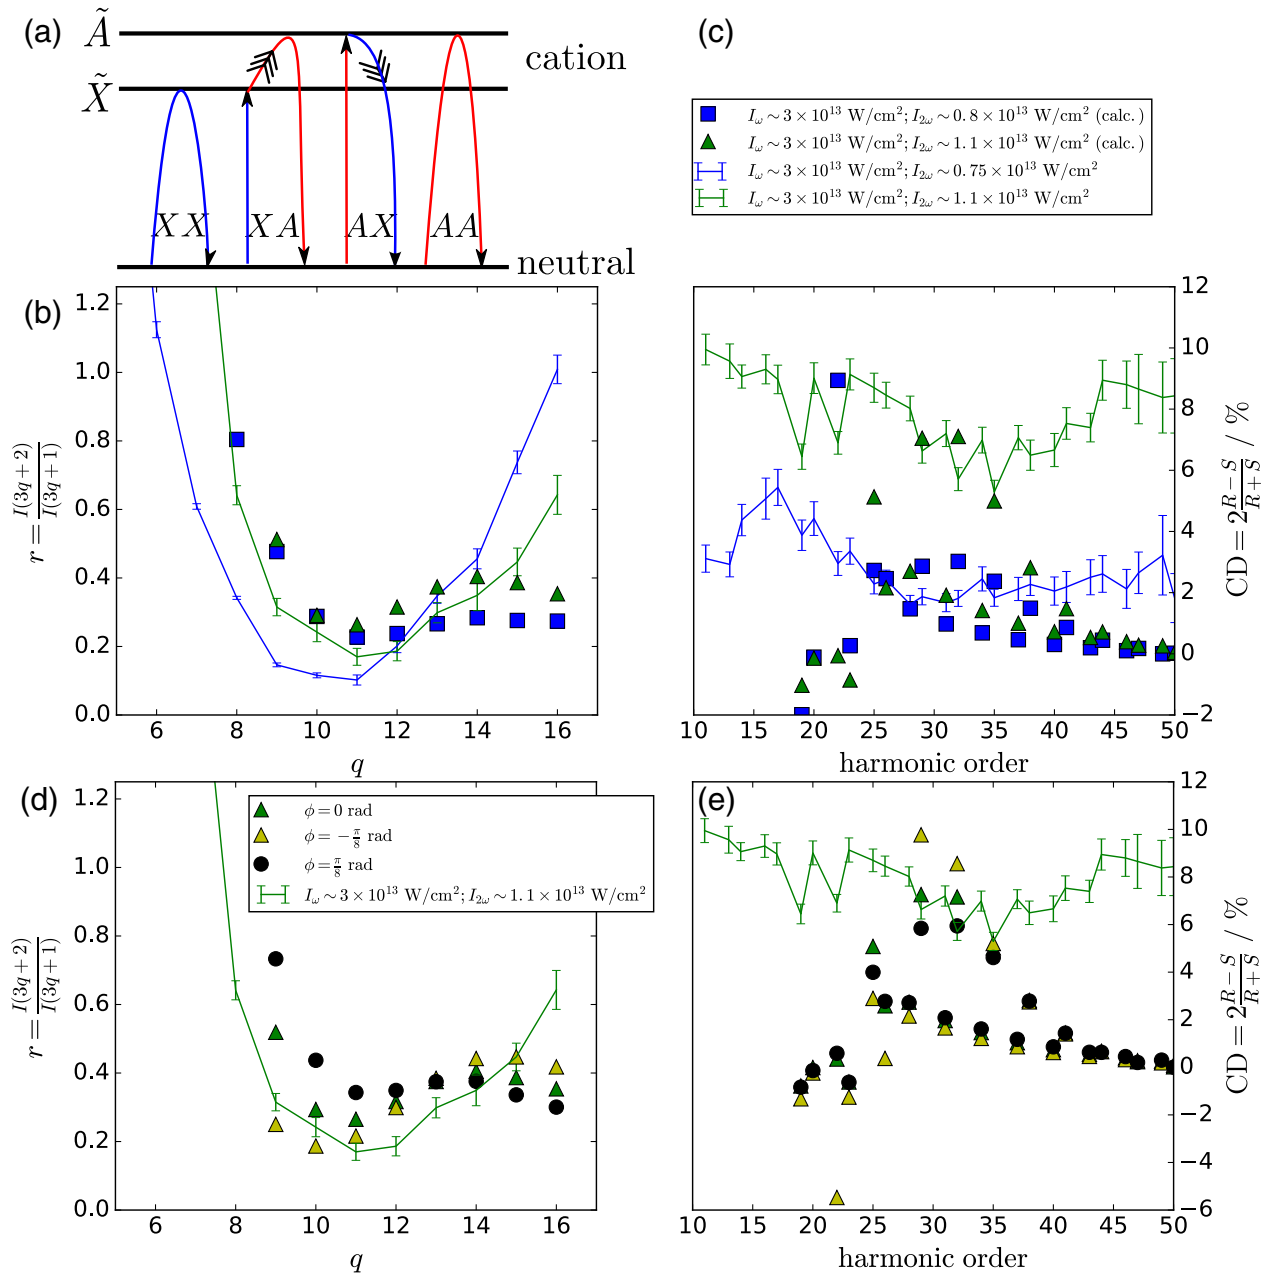 (a)
Ã
X̃
cation
XX
XA
AX
AA
neutral
(c)
I_ω ∼ 3 × 10^13 W/cm²; I_2ω ∼ 0.8 × 10^13 W/cm² (calc.)
I_ω ∼ 3 × 10^13 W/cm²; I_2ω ∼ 1.1 × 10^13 W/cm² (calc.)
I_ω ∼ 3 × 10^13 W/cm²; I_2ω ∼ 0.75 × 10^13 W/cm²
I_ω ∼ 3 × 10^13 W/cm²; I_2ω ∼ 1.1 × 10^13 W/cm²
(b)
r = I(3q + 2) / I(3q + 1)
1.2
1.0
0.8
0.6
0.4
0.2
0.0
6 8 10 12 14 16
q
12
10
8
6
4
2
0
−2
CD = 2 (R − S)/(R + S) / %
10 15 20 25 30 35 40 45 50
harmonic order
(d)
ϕ = 0 rad
ϕ = −π/8 rad
ϕ = π/8 rad
I_ω ∼ 3 × 10^13 W/cm²; I_2ω ∼ 1.1 × 10^13 W/cm²
r = I(3q + 2) / I(3q + 1)
1.2
1.0
0.8
0.6
0.4
0.2
0.0
6 8 10 12 14 16
q
(e)
12
10
8
6
4
2
0
−2
−4
−6
CD = 2 (R − S)/(R + S) / %
10 15 20 25 30 35 40 45 50
harmonic order